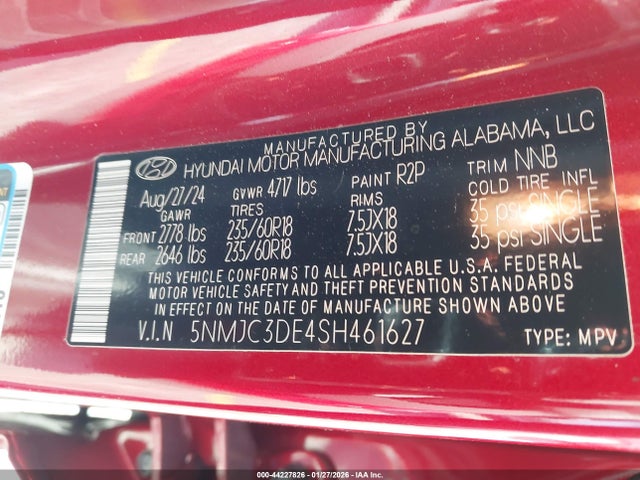 MANUFACTURED BY
HYUNDAI MOTOR MANUFACTURING ALABAMA, LLC
Aug/27/24 GVWR 4717 lbs PAINT R2P TRIM NNB
GAWR TIRES RIMS COLD TIRE INFL
FRONT 2778 lbs 235/60R18 7.5JX18 35 psi SINGLE
REAR 2646 lbs 235/60R18 7.5JX18 35 psi SINGLE
THIS VEHICLE CONFORMS TO ALL APPLICABLE U.S.A. FEDERAL
MOTOR VEHICLE SAFETY AND THEFT PREVENTION STANDARDS
IN EFFECT ON THE DATE OF MANUFACTURE SHOWN ABOVE
V.I.N 5NMJC3DE4SH461627 TYPE: MPV
000-44227826 | 01/27/2026 - IAAI, Inc.